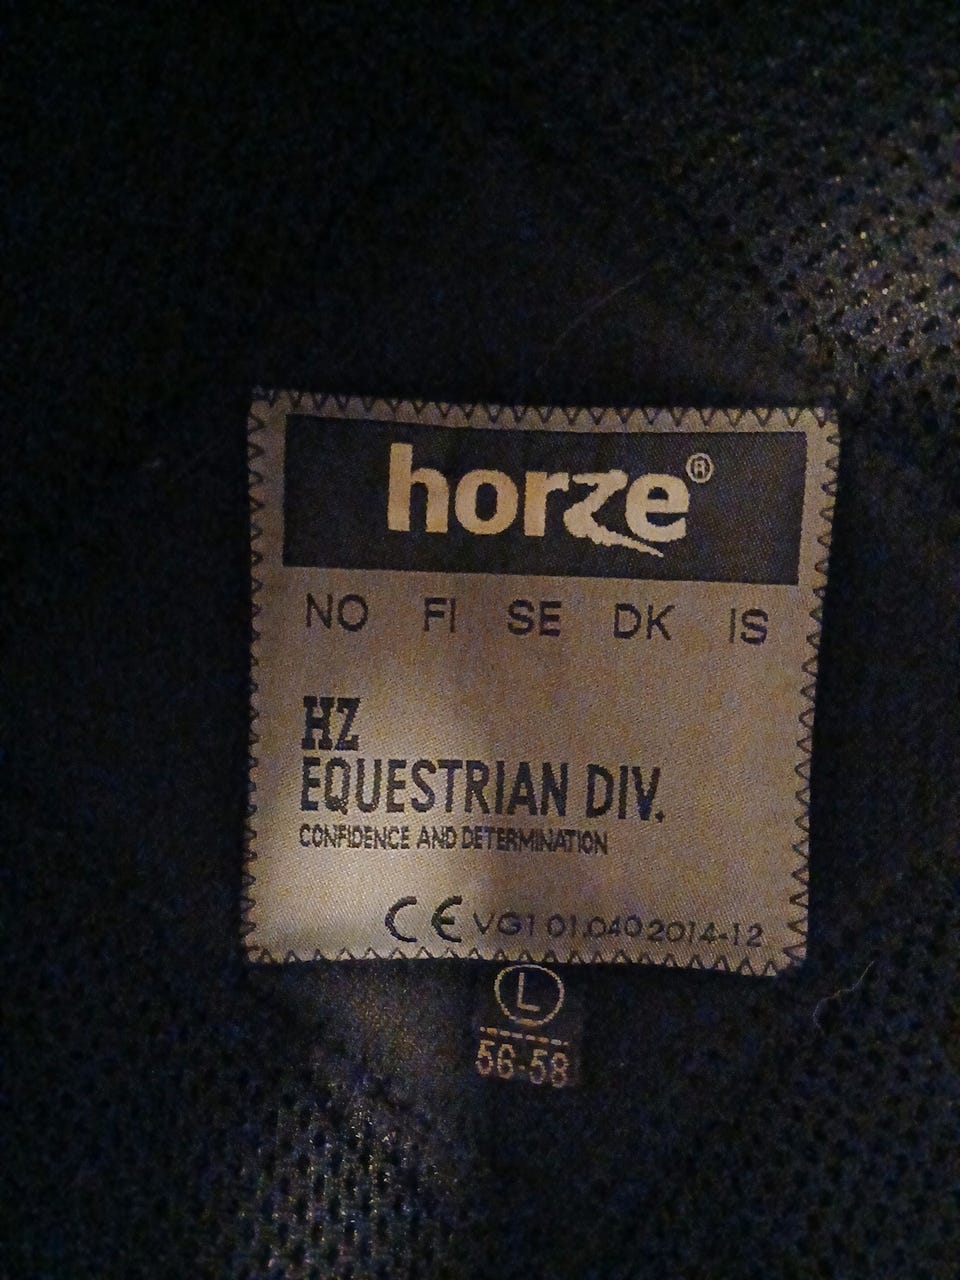 horze®
NO FI SE DK IS
HZ
EQUESTRIAN DIV.
CONFIDENCE AND DETERMINATION
CE VG1 01.040 2014-12
L
56-58